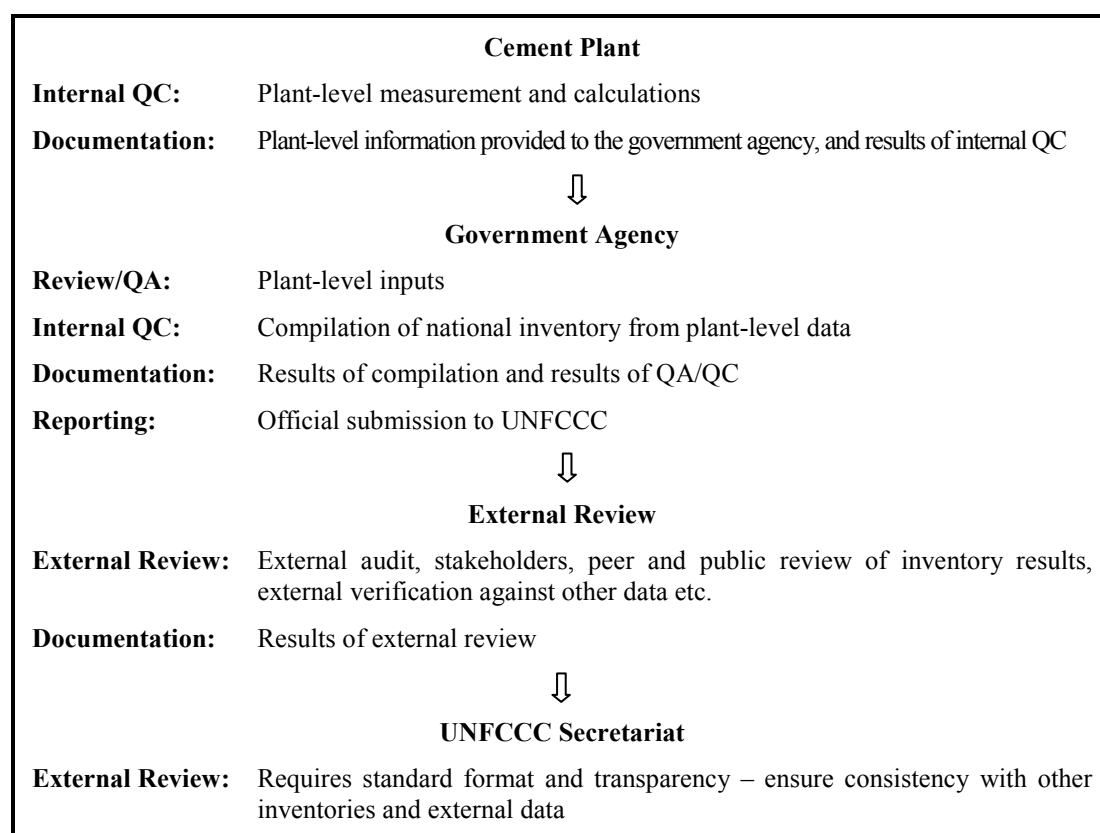 Cement Plant
Internal QC: Plant-level measurement and calculations
Documentation: Plant-level information provided to the government agency, and results of internal QC
⇩
Government Agency
Review/QA: Plant-level inputs
Internal QC: Compilation of national inventory from plant-level data
Documentation: Results of compilation and results of QA/QC
Reporting: Official submission to UNFCCC
⇩
External Review
External Review: External audit, stakeholders, peer and public review of inventory results,
external verification against other data etc.
Documentation: Results of external review
⇩
UNFCCC Secretariat
External Review: Requires standard format and transparency – ensure consistency with other
inventories and external data